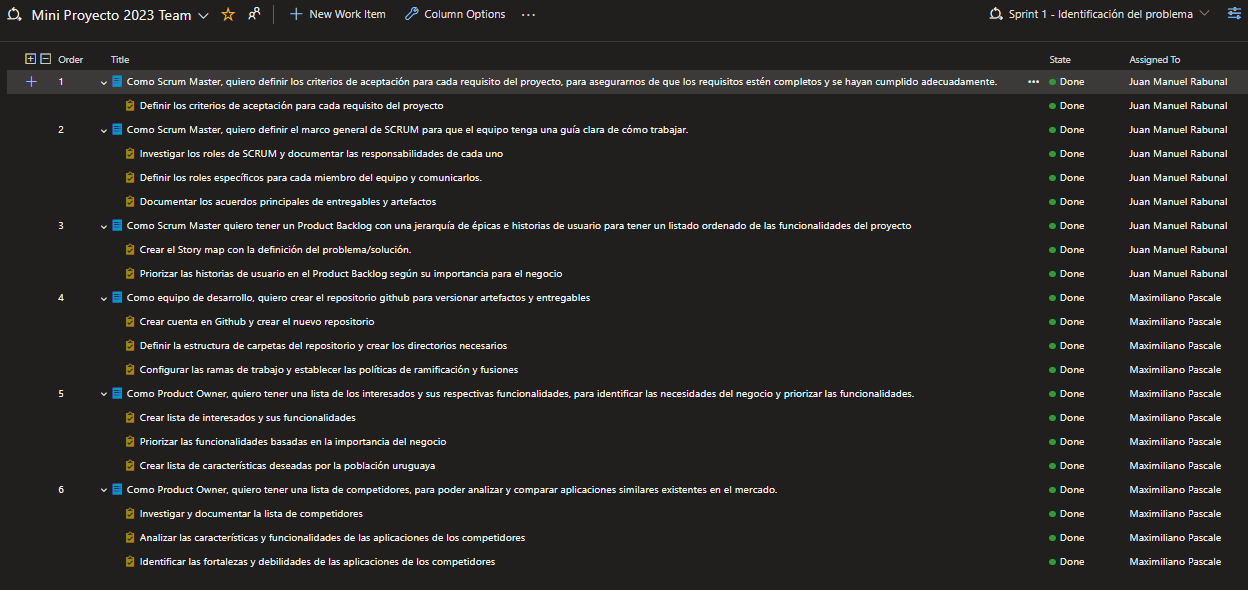 Mini Proyecto 2023 Team New Work Item Column Options ... Sprint 1 - Identificación del problema
Order Title State Assigned To
1 Como Scrum Master, quiero definir los criterios de aceptación para cada requisito del proyecto, para asegurarnos de que los requisitos estén completos y se hayan cumplido adecuadamente. ... Done Juan Manuel Rabunal
Definir los criterios de aceptación para cada requisito del proyecto Done Juan Manuel Rabunal
2 Como Scrum Master, quiero definir el marco general de SCRUM para que el equipo tenga una guía clara de cómo trabajar. Done Juan Manuel Rabunal
Investigar los roles de SCRUM y documentar las responsabilidades de cada uno Done Juan Manuel Rabunal
Definir los roles específicos para cada miembro del equipo y comunicarlos. Done Juan Manuel Rabunal
Documentar los acuerdos principales de entregables y artefactos Done Juan Manuel Rabunal
3 Como Scrum Master quiero tener un Product Backlog con una jerarquía de épicas e historias de usuario para tener un listado ordenado de las funcionalidades del proyecto Done Juan Manuel Rabunal
Crear el Story map con la definición del problema/solución. Done Juan Manuel Rabunal
Priorizar las historias de usuario en el Product Backlog según su importancia para el negocio Done Juan Manuel Rabunal
4 Como equipo de desarrollo, quiero crear el repositorio github para versionar artefactos y entregables Done Maximiliano Pascale
Crear cuenta en Github y crear el nuevo repositorio Done Maximiliano Pascale
Definir la estructura de carpetas del repositorio y crear los directorios necesarios Done Maximiliano Pascale
Configurar las ramas de trabajo y establecer las políticas de ramificación y fusiones Done Maximiliano Pascale
5 Como Product Owner, quiero tener una lista de los interesados y sus respectivas funcionalidades, para identificar las necesidades del negocio y priorizar las funcionalidades. Done Maximiliano Pascale
Crear lista de interesados y sus funcionalidades Done Maximiliano Pascale
Priorizar las funcionalidades basadas en la importancia del negocio Done Maximiliano Pascale
Crear lista de características deseadas por la población uruguaya Done Maximiliano Pascale
6 Como Product Owner, quiero tener una lista de competidores, para poder analizar y comparar aplicaciones similares existentes en el mercado. Done Maximiliano Pascale
Investigar y documentar la lista de competidores Done Maximiliano Pascale
Analizar las características y funcionalidades de las aplicaciones de los competidores Done Maximiliano Pascale
Identificar las fortalezas y debilidades de las aplicaciones de los competidores Done Maximiliano Pascale